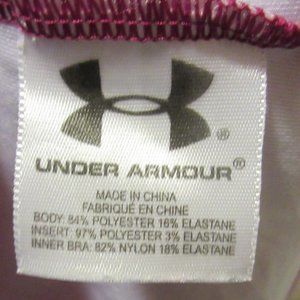 ®
UNDER ARMOUR®
MADE IN CHINA
FABRIQUÉ EN CHINE
BODY: 84% POLYESTER 16% ELASTANE
INSERT: 97% POLYESTER 3% ELASTANE
INNER BRA: 82% NYLON 18% ELASTANE